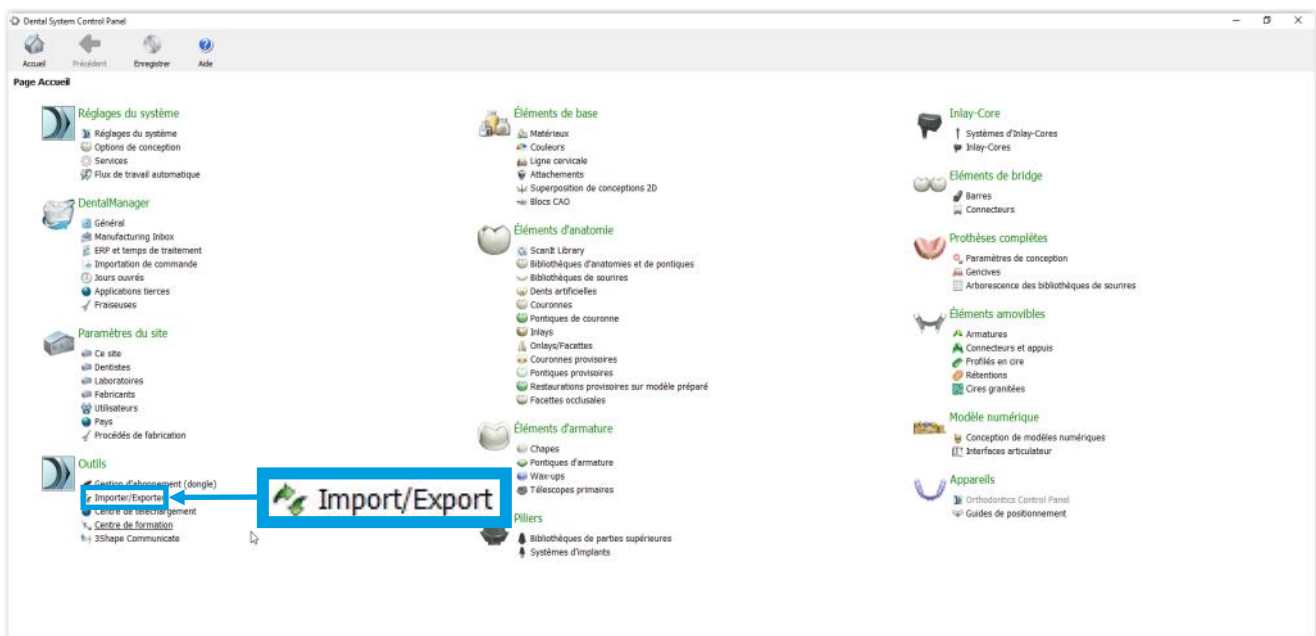 Dental System Control Panel
Accueil Précédent Enregistrer Aide
Page Accueil
Réglages du système
Réglages du système
Options de conception
Services
Flux de travail automatique
DentalManager
Général
Manufacturing Inbox
ERP et temps de traitement
Importation de commande
Jours ouvrés
Applications tierces
Fraiseuses
Paramètres du site
Ce site
Dentistes
Laboratoires
Fabricants
Utilisateurs
Pays
Procédés de fabrication
Outils
Gestion d'abonnement (dongle)
Importer/Exporter
Centre de téléchargement
Centre de formation
3Shape Communicate
Import/Export
Éléments de base
Matériaux
Couleurs
Ligne cervicale
Attachements
Superposition de conceptions 2D
Blocs CAO
Éléments d'anatomie
ScanIt Library
Bibliothèques d'anatomies et de pontiques
Bibliothèques de sourires
Dents artificielles
Couronnes
Pontiques de couronne
Inlays
Onlays/Facettes
Couronnes provisoires
Pontiques provisoires
Restaurations provisoires sur modèle préparé
Facettes occlusales
Éléments d'armature
Chapes
Pontiques d'armature
Wax-ups
Télescopes primaires
Piliers
Bibliothèques de parties supérieures
Systèmes d'implants
Inlay-Core
Systèmes d'Inlay-Cores
Inlay-Cores
Eléments de bridge
Barres
Connecteurs
Prothèses complètes
Paramètres de conception
Gencives
Arborescence des bibliothèques de sourires
Éléments amovibles
Armatures
Connecteurs et appuis
Profilés en cire
Rétentions
Cires granitées
Modèle numérique
Conception de modèles numériques
Interfaces articulateur
Appareils
Orthodontics Control Panel
Guides de positionnement